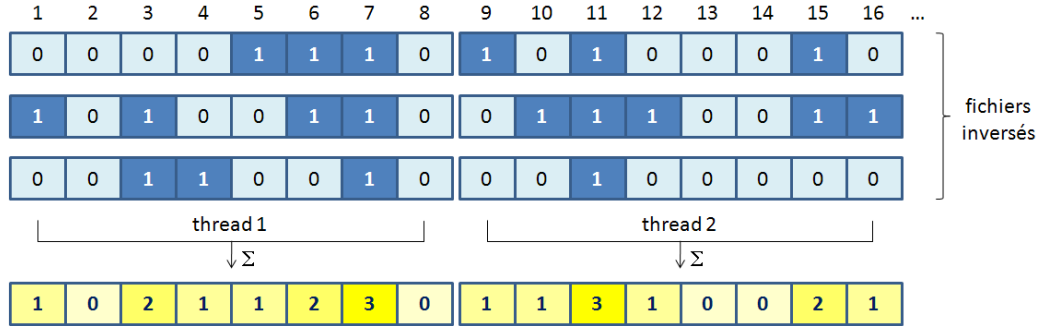 1 2 3 4 5 6 7 8 9 10 11 12 13 14 15 16 ...
0 0 0 0 1 1 1 0 1 0 1 0 0 0 1 0
1 0 1 0 0 1 1 0 0 1 1 1 0 0 1 1
fichiers
inversés
0 0 1 1 0 0 1 0 0 0 1 0 0 0 0 0
thread 1 thread 2
Σ Σ
1 0 2 1 1 2 3 0 1 1 3 1 0 0 2 1